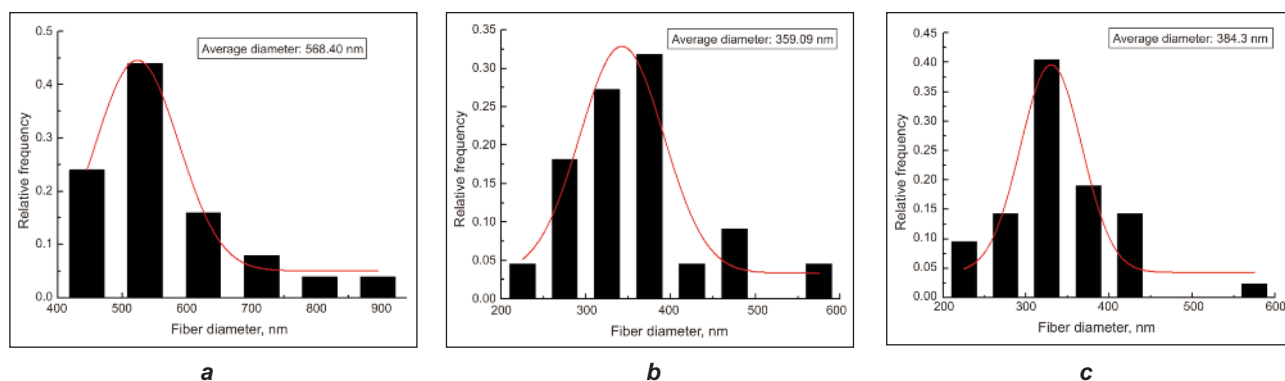 0.5
0.4
0.3
0.2
0.1
0.0
Relative frequency
Average diameter: 568.40 nm
400 500 600 700 800 900
Fiber diameter, nm
a
0.35
0.30
0.25
0.20
0.15
0.10
0.05
0.00
Relative frequency
Average diameter: 359.09 nm
200 300 400 500 600
Fiber diameter, nm
b
0.45
0.40
0.35
0.30
0.25
0.20
0.15
0.10
0.05
0.00
Relative frequency
Average diameter: 384.3 nm
200 300 400 500 600
Fiber diameter, nm
c